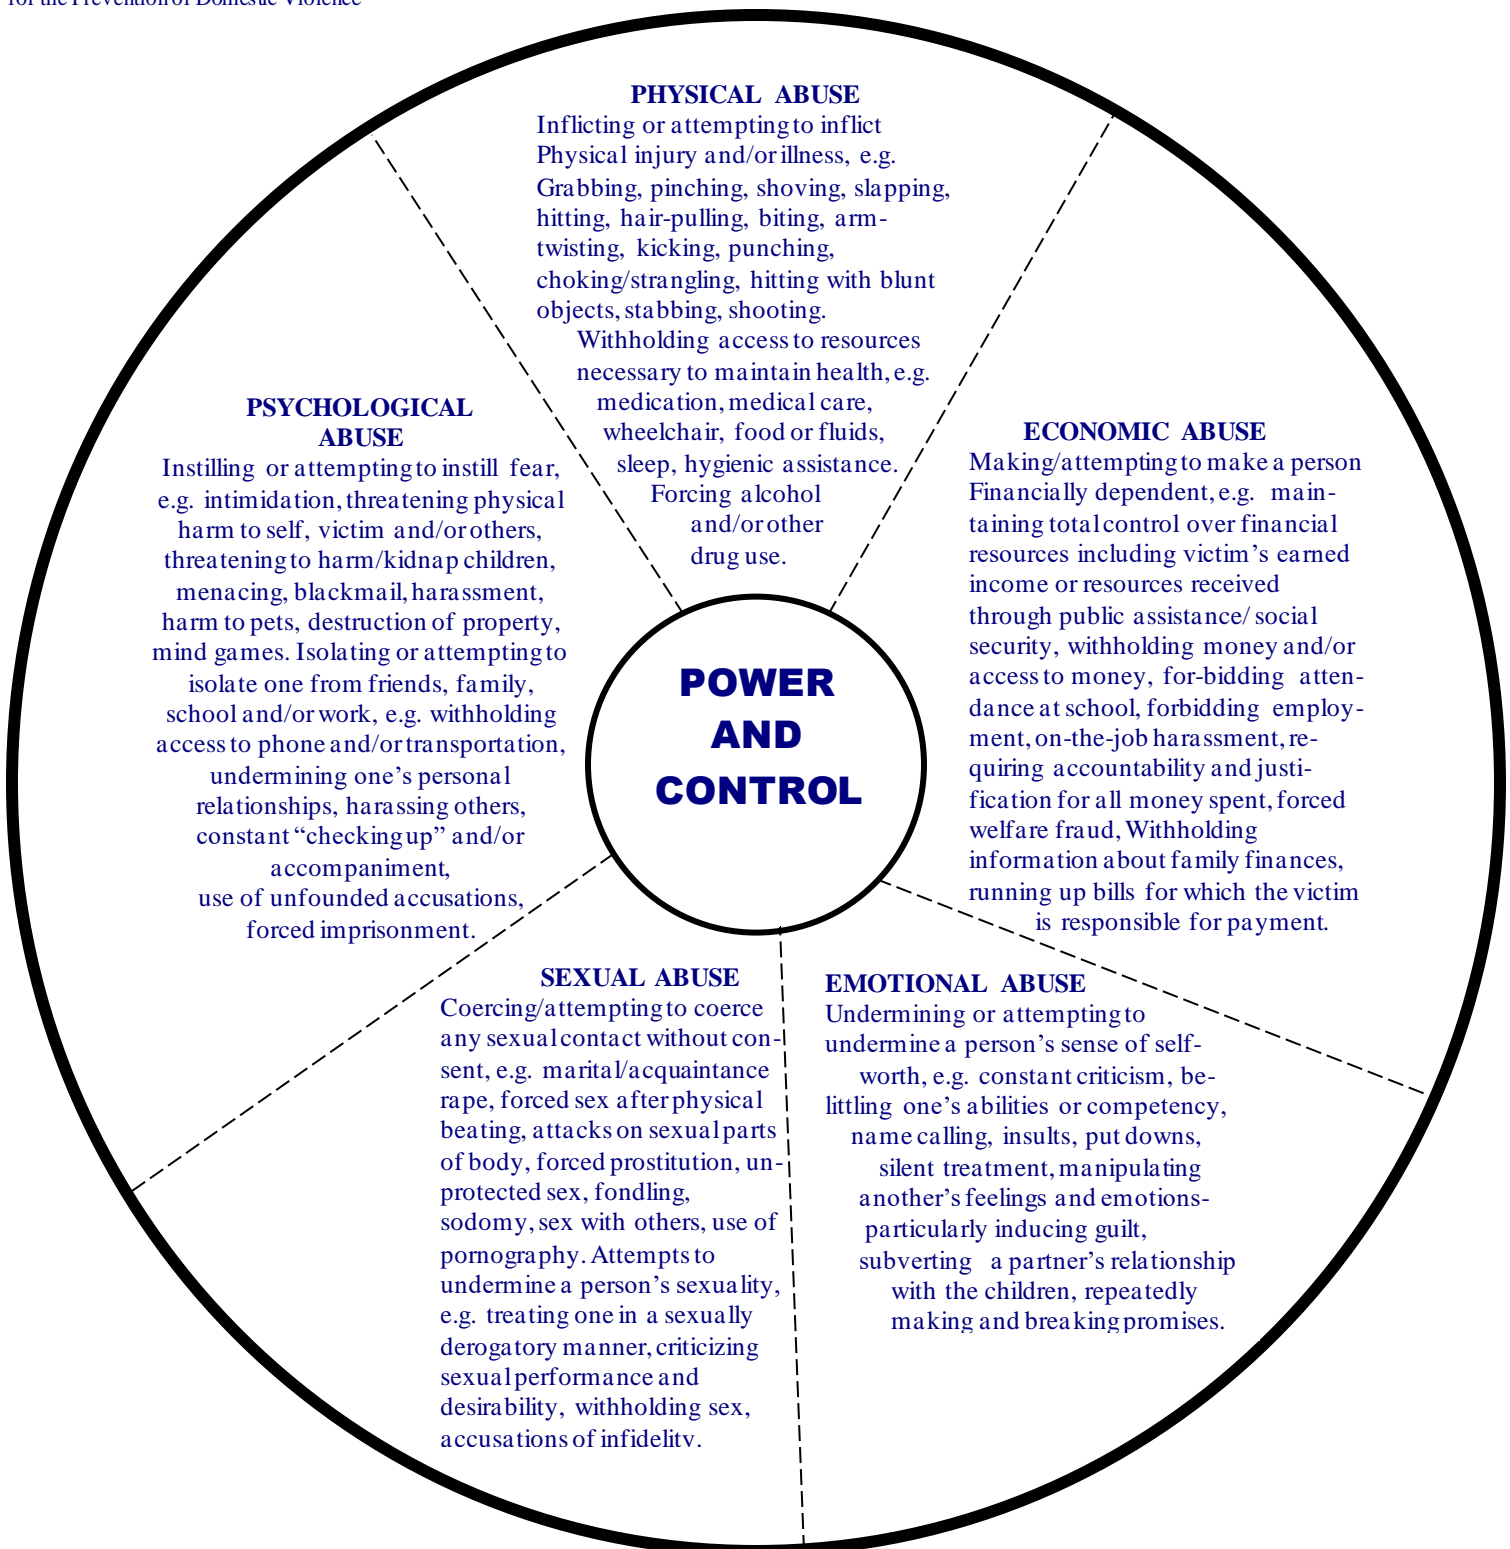 for the Prevention of Domestic Violence
PHYSICAL ABUSE
Inflicting or attempting to inflict
Physical injury and/or illness, e.g.
Grabbing, pinching, shoving, slapping,
hitting, hair-pulling, biting, arm-
twisting, kicking, punching,
choking/strangling, hitting with blunt
objects, stabbing, shooting.
Withholding access to resources
necessary to maintain health, e.g.
medication, medical care,
wheelchair, food or fluids,
sleep, hygienic assistance.
Forcing alcohol
and/or other
drug use.
PSYCHOLOGICAL
ABUSE
Instilling or attempting to instill fear,
e.g. intimidation, threatening physical
harm to self, victim and/or others,
threatening to harm/kidnap children,
menacing, blackmail, harassment,
harm to pets, destruction of property,
mind games. Isolating or attempting to
isolate one from friends, family,
school and/or work, e.g. withholding
access to phone and/or transportation,
undermining one's personal
relationships, harassing others,
constant “checking up” and/or
accompaniment,
use of unfounded accusations,
forced imprisonment.
POWER
AND
CONTROL
ECONOMIC ABUSE
Making/attempting to make a person
Financially dependent, e.g. main-
taining total control over financial
resources including victim's earned
income or resources received
through public assistance/ social
security, withholding money and/or
access to money, for-bidding atten-
dance at school, forbidding employ-
ment, on-the-job harassment, re-
quiring accountability and justi-
fication for all money spent, forced
welfare fraud, Withholding
information about family finances,
running up bills for which the victim
is responsible for payment.
SEXUAL ABUSE
Coercing/attempting to coerce
any sexual contact without con-
sent, e.g. marital/acquaintance
rape, forced sex after physical
beating, attacks on sexual parts
of body, forced prostitution, un-
protected sex, fondling,
sodomy, sex with others, use of
pornography. Attempts to
undermine a person's sexuality,
e.g. treating one in a sexually
derogatory manner, criticizing
sexual performance and
desirability, withholding sex,
accusations of infidelity.
EMOTIONAL ABUSE
Undermining or attempting to
undermine a person's sense of self-
worth, e.g. constant criticism, be-
littling one's abilities or competency,
name calling, insults, put downs,
silent treatment, manipulating
another's feelings and emotions-
particularly inducing guilt,
subverting a partner's relationship
with the children, repeatedly
making and breaking promises.